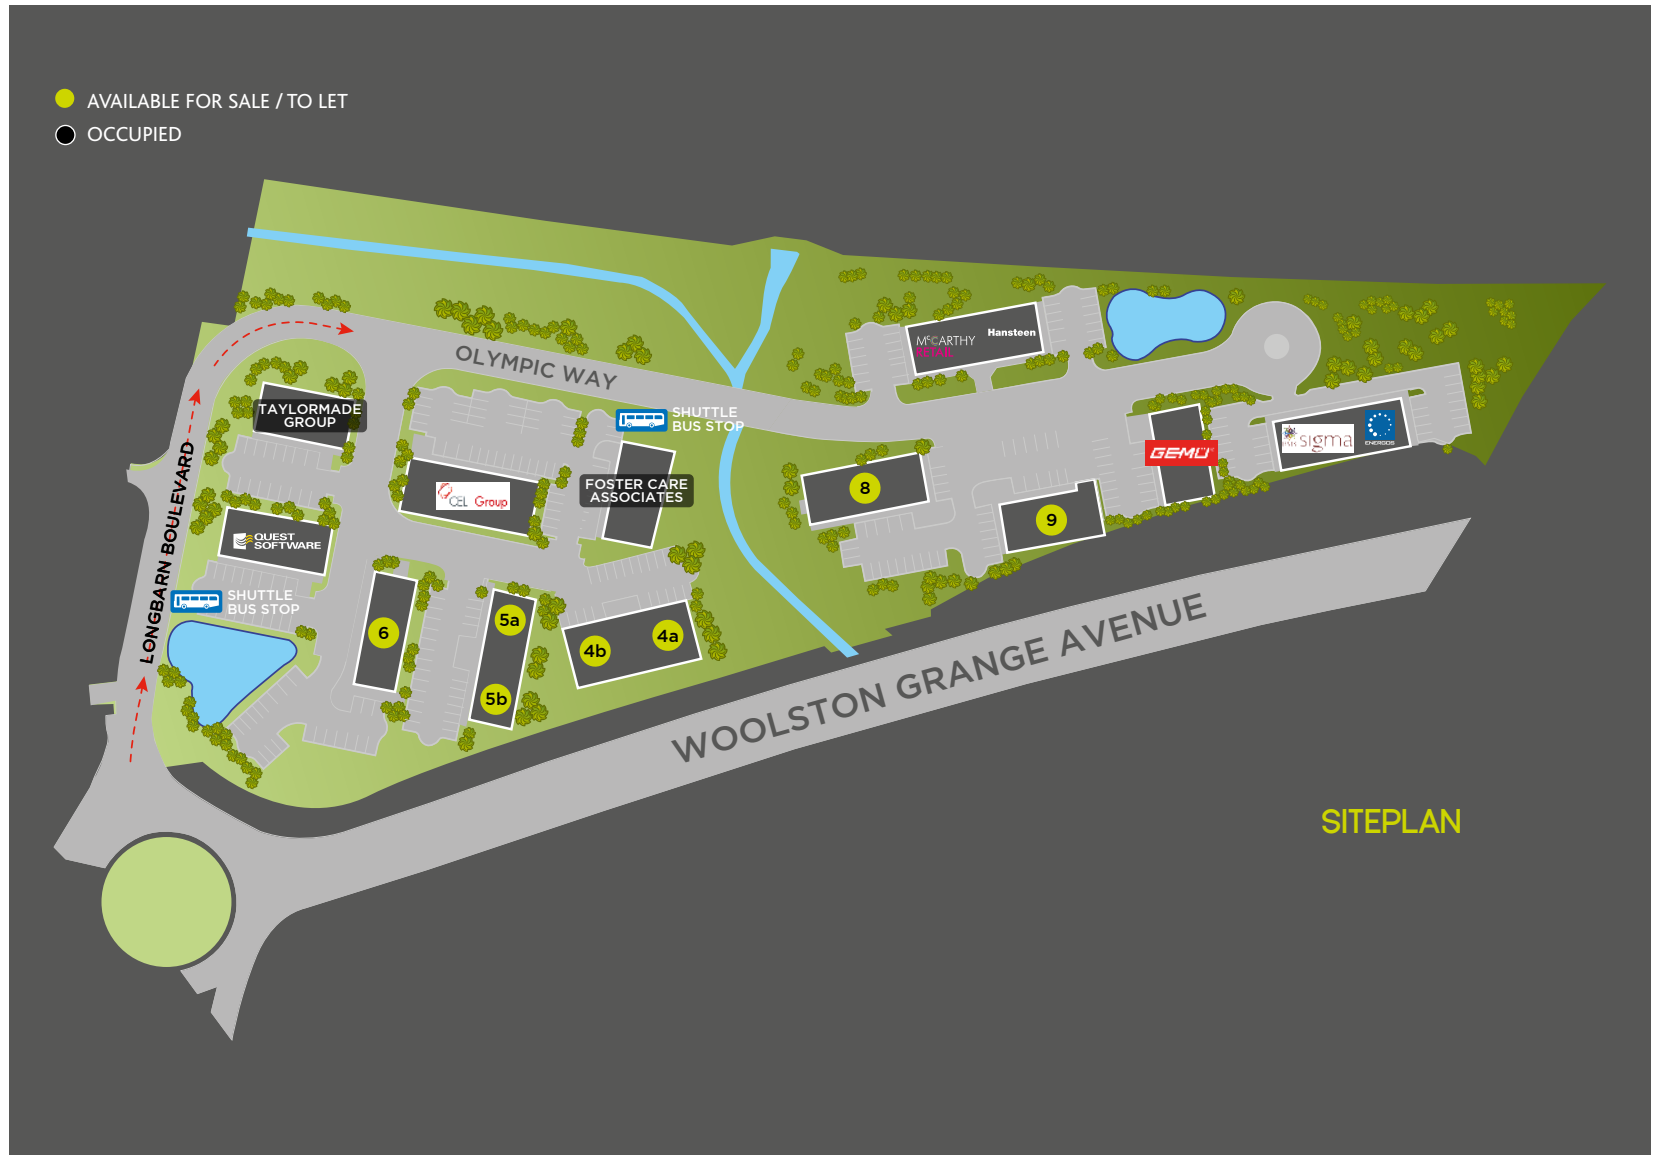 AVAILABLE FOR SALE / TO LET
OCCUPIED
OLYMPIC WAY
McCARTHY
RETAIL
Hansteen
TAYLORMADE
GROUP
SHUTTLE
BUS STOP
GEMÜ
sigma
ENERGOS
CEL Group
FOSTER CARE
ASSOCIATES
8
9
QUEST
SOFTWARE
LONGBARN BOULEVARD
SHUTTLE
BUS STOP
6
5a
5b
4b
4a
WOOLSTON GRANGE AVENUE
SITEPLAN